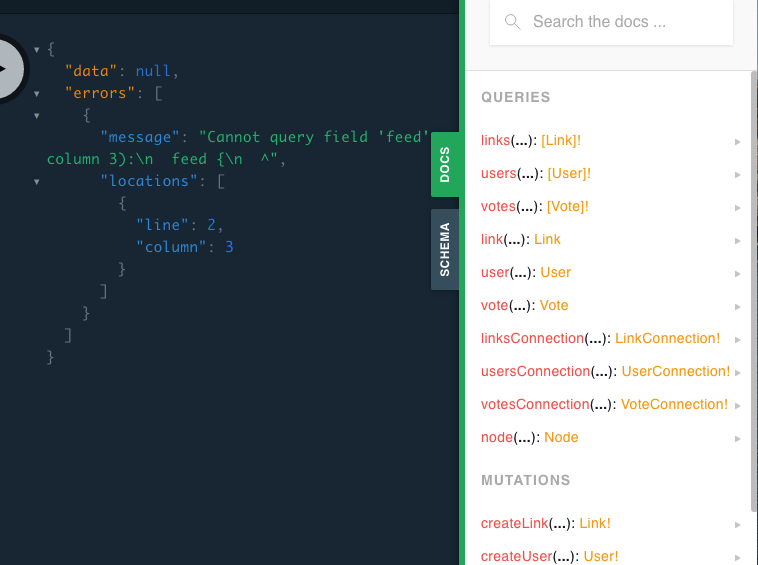 {
"data": null,
"errors": [
{
"message": "Cannot query field 'feed'
column 3):\n  feed {\n  ^",
"locations": [
{
"line": 2,
"column": 3
}
]
}
]
}
DOCS
SCHEMA
Search the docs ...
QUERIES
links(...): [Link]!
users(...): [User]!
votes(...): [Vote]!
link(...): Link
user(...): User
vote(...): Vote
linksConnection(...): LinkConnection!
usersConnection(...): UserConnection!
votesConnection(...): VoteConnection!
node(...): Node
MUTATIONS
createLink(...): Link!
createUser(...): User!